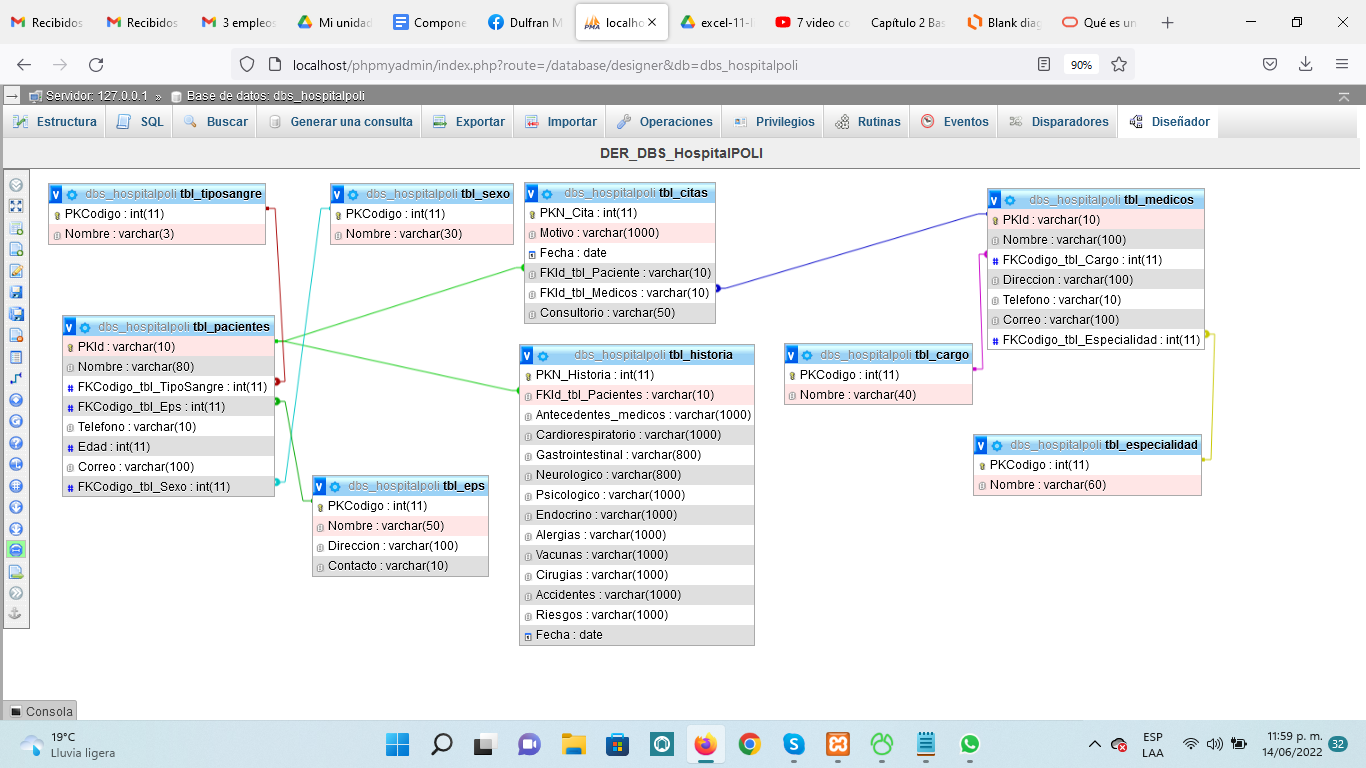 Recibidos
Recibidos
3 empleos
Mi unidad
Compone
Dulfran M
localho
excel-11-l
7 video co
Capítulo 2 Bas
Blank diag
Qué es un
localhost/phpmyadmin/index.php?route=/database/designer&db=dbs_hospitalpoli
90%
Servidor: 127.0.0.1 » Base de datos: dbs_hospitalpoli
Estructura
SQL
Buscar
Generar una consulta
Exportar
Importar
Operaciones
Privilegios
Rutinas
Eventos
Disparadores
Diseñador
DER_DBS_HospitalPOLI
dbs_hospitalpoli tbl_tiposangre
PKCodigo : int(11)
Nombre : varchar(3)
dbs_hospitalpoli tbl_sexo
PKCodigo : int(11)
Nombre : varchar(30)
dbs_hospitalpoli tbl_citas
PKN_Cita : int(11)
Motivo : varchar(1000)
Fecha : date
FKId_tbl_Paciente : varchar(10)
FKId_tbl_Medicos : varchar(10)
Consultorio : varchar(50)
dbs_hospitalpoli tbl_medicos
PKId : varchar(10)
Nombre : varchar(100)
FKCodigo_tbl_Cargo : int(11)
Direccion : varchar(100)
Telefono : varchar(10)
Correo : varchar(100)
FKCodigo_tbl_Especialidad : int(11)
dbs_hospitalpoli tbl_pacientes
PKId : varchar(10)
Nombre : varchar(80)
FKCodigo_tbl_TipoSangre : int(11)
FKCodigo_tbl_Eps : int(11)
Telefono : varchar(10)
Edad : int(11)
Correo : varchar(100)
FKCodigo_tbl_Sexo : int(11)
dbs_hospitalpoli tbl_historia
PKN_Historia : int(11)
FKId_tbl_Pacientes : varchar(10)
Antecedentes_medicos : varchar(1000)
Cardiorespiratorio : varchar(1000)
Gastrointestinal : varchar(800)
Neurologico : varchar(800)
Psicologico : varchar(1000)
Endocrino : varchar(1000)
Alergias : varchar(1000)
Vacunas : varchar(1000)
Cirugias : varchar(1000)
Accidentes : varchar(1000)
Riesgos : varchar(1000)
Fecha : date
dbs_hospitalpoli tbl_cargo
PKCodigo : int(11)
Nombre : varchar(40)
dbs_hospitalpoli tbl_especialidad
PKCodigo : int(11)
Nombre : varchar(60)
dbs_hospitalpoli tbl_eps
PKCodigo : int(11)
Nombre : varchar(50)
Direccion : varchar(100)
Contacto : varchar(10)
Consola
19°C
Lluvia ligera
ESP
LAA
11:59 p. m.
14/06/2022
32